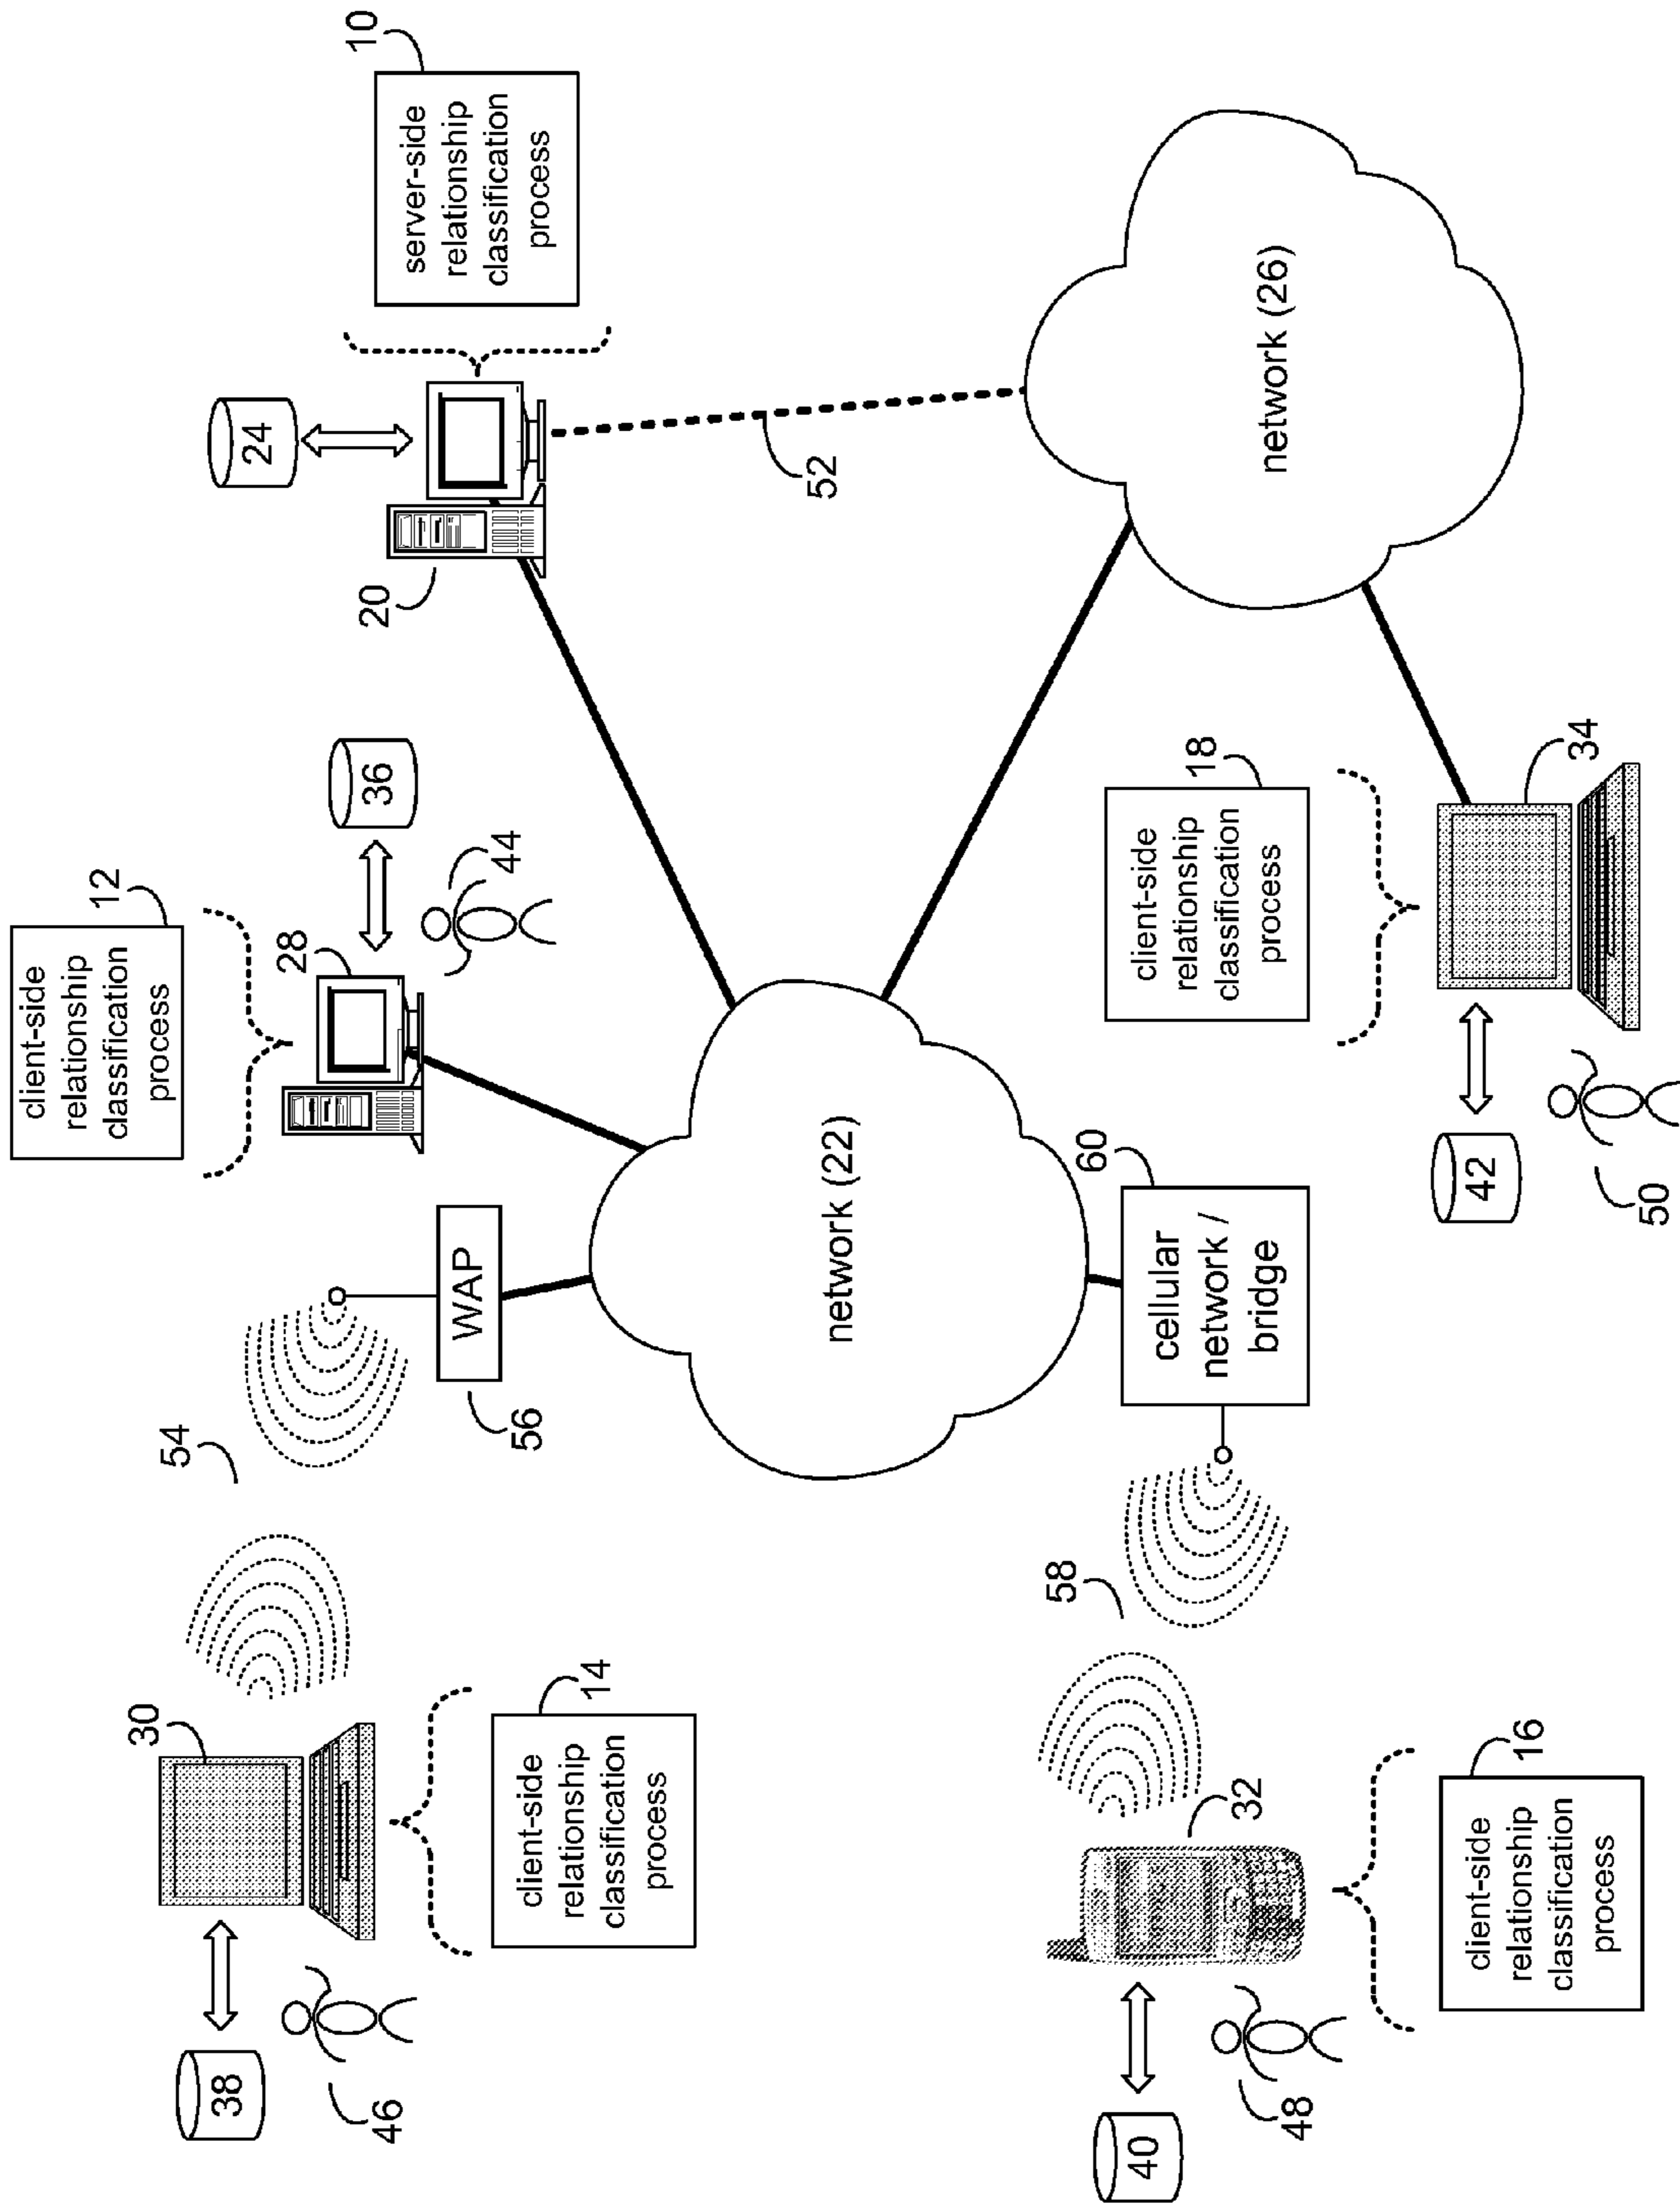 38
46
30
client-side
relationship
classification
process
14
54
WAP
56
client-side
relationship
classification
process
12
28
36
44
24
20
server-side
relationship
classification
process
10
network (22)
52
40
48
32
client-side
relationship
classification
process
16
58
cellular
network /
bridge
60
client-side
relationship
classification
process
18
network (26)
42
50
34